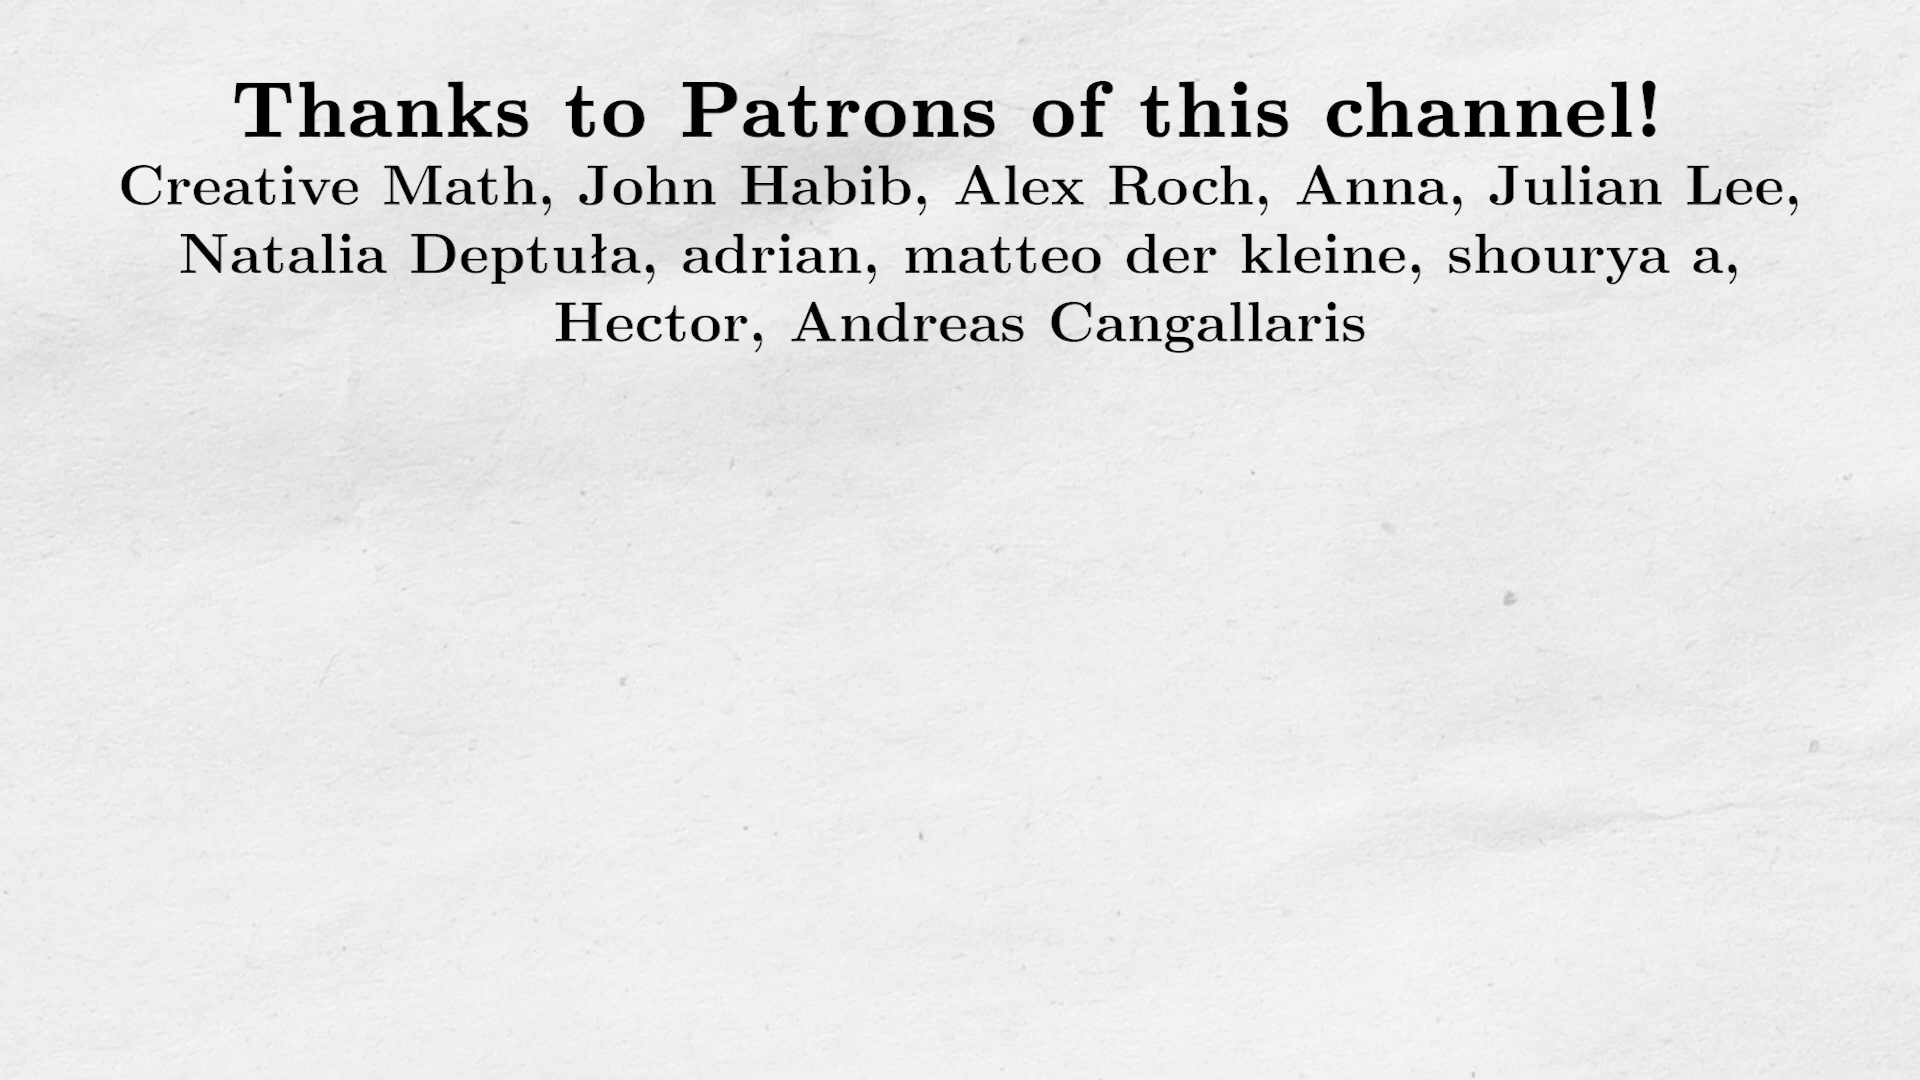 Thanks to Patrons of this channel!
Creative Math, John Habib, Alex Roch, Anna, Julian Lee,
Natalia Deptuła, adrian, matteo der kleine, shourya a,
Hector, Andreas Cangallaris